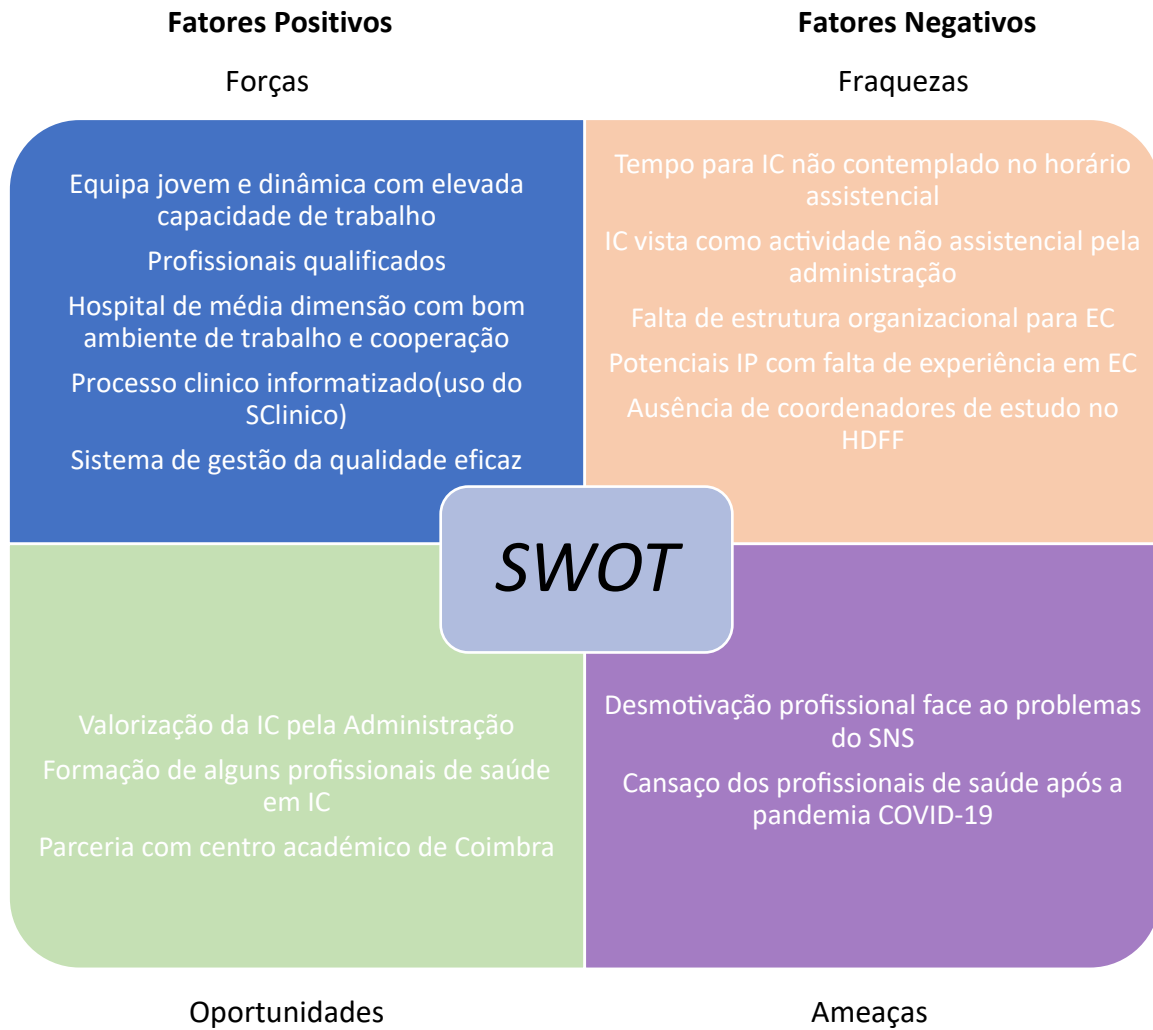 Fatores Positivos
Fatores Negativos
Forças
Fraquezas
Equipa jovem e dinâmica com elevada
capacidade de trabalho
Profissionais qualificados
Hospital de média dimensão com bom
ambiente de trabalho e cooperação
Processo clinico informatizado(uso do
SClinico)
Sistema de gestão da qualidade eficaz
Tempo para IC não contemplado no horário
assistencial
IC vista como actividade não assistencial pela
administração
Falta de estrutura organizacional para EC
Potenciais IP com falta de experiência em EC
Ausência de coordenadores de estudo no
HDFF
SWOT
Valorização da IC pela Administração
Formação de alguns profissionais de saúde
em IC
Parceria com centro académico de Coimbra
Desmotivação profissional face ao problemas
do SNS
Cansaço dos profissionais de saúde após a
pandemia COVID-19
Oportunidades
Ameaças